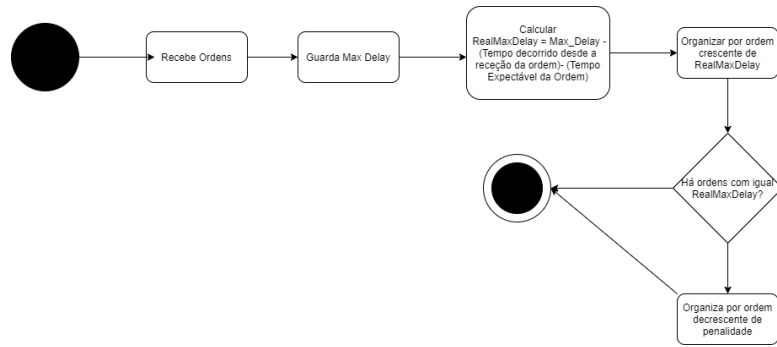 Recebe Ordens
Guarda Max Delay
Calcular
RealMaxDelay = Max_Delay -
(Tempo decorrido desde a
receção da ordem)- (Tempo
Expectável da Ordem)
Organizar por ordem
crescente de
RealMaxDelay
Há ordens com igual
RealMaxDelay?
Organiza por ordem
decrescente de
penalidade